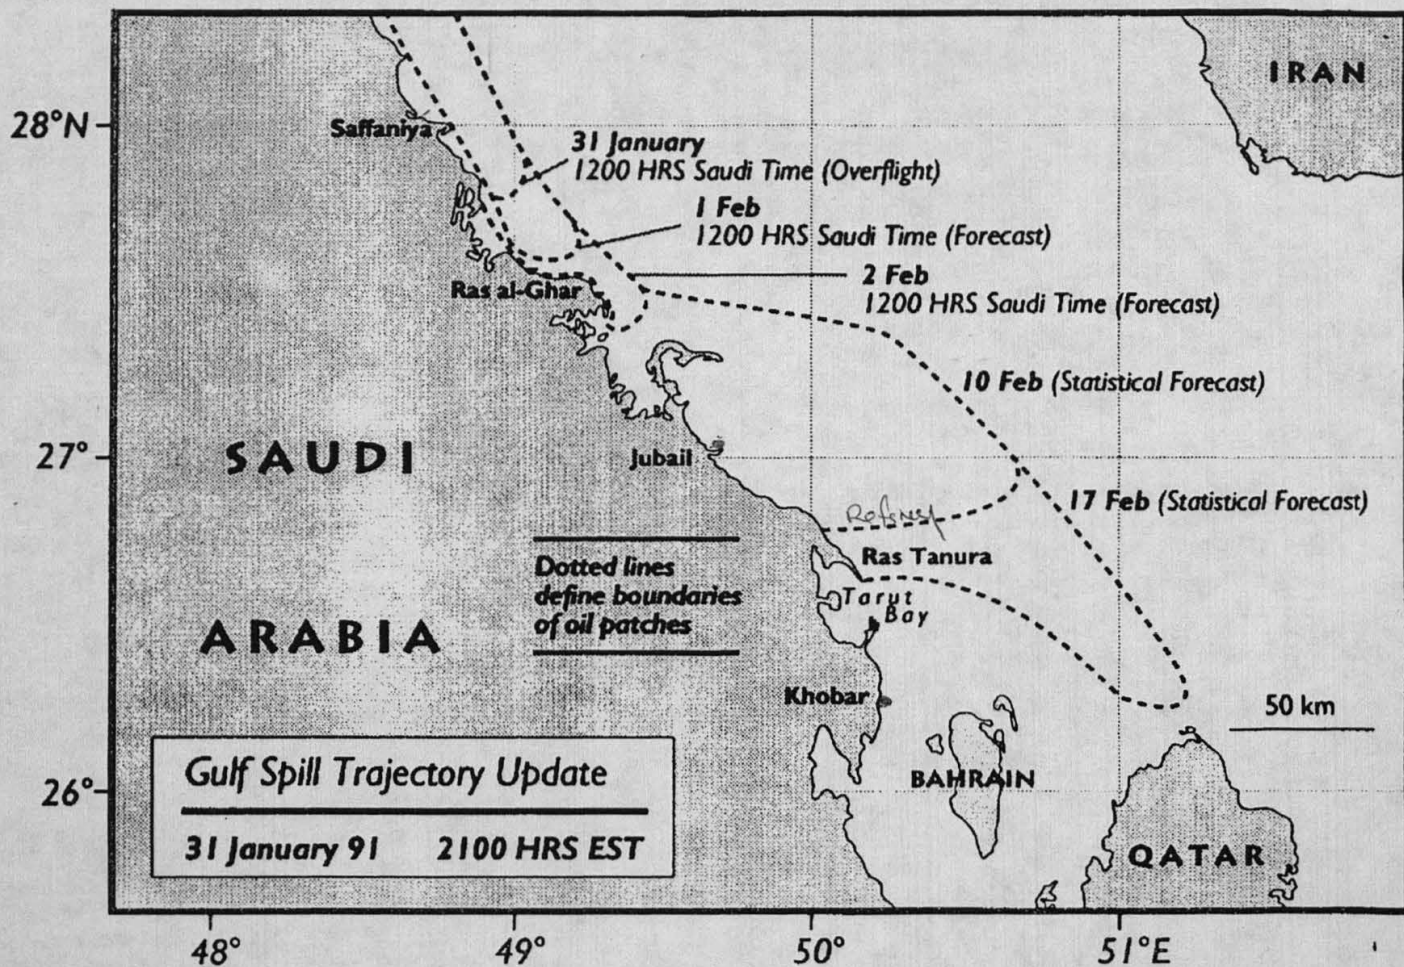 IRAN
28°N
Saffaniya
31 January
1200 HRS Saudi Time (Overflight)
1 Feb
1200 HRS Saudi Time (Forecast)
2 Feb
1200 HRS Saudi Time (Forecast)
Ras al-Ghar
10 Feb (Statistical Forecast)
SAUDI
27°
Jubail
17 Feb (Statistical Forecast)
Ras Tanura
Dotted lines
define boundaries
of oil patches
Tarut
Bay
ARABIA
Khobar
50 km
Gulf Spill Trajectory Update
26°
BAHRAIN
31 January 91 2100 HRS EST
QATAR
48°
49°
50°
51°E